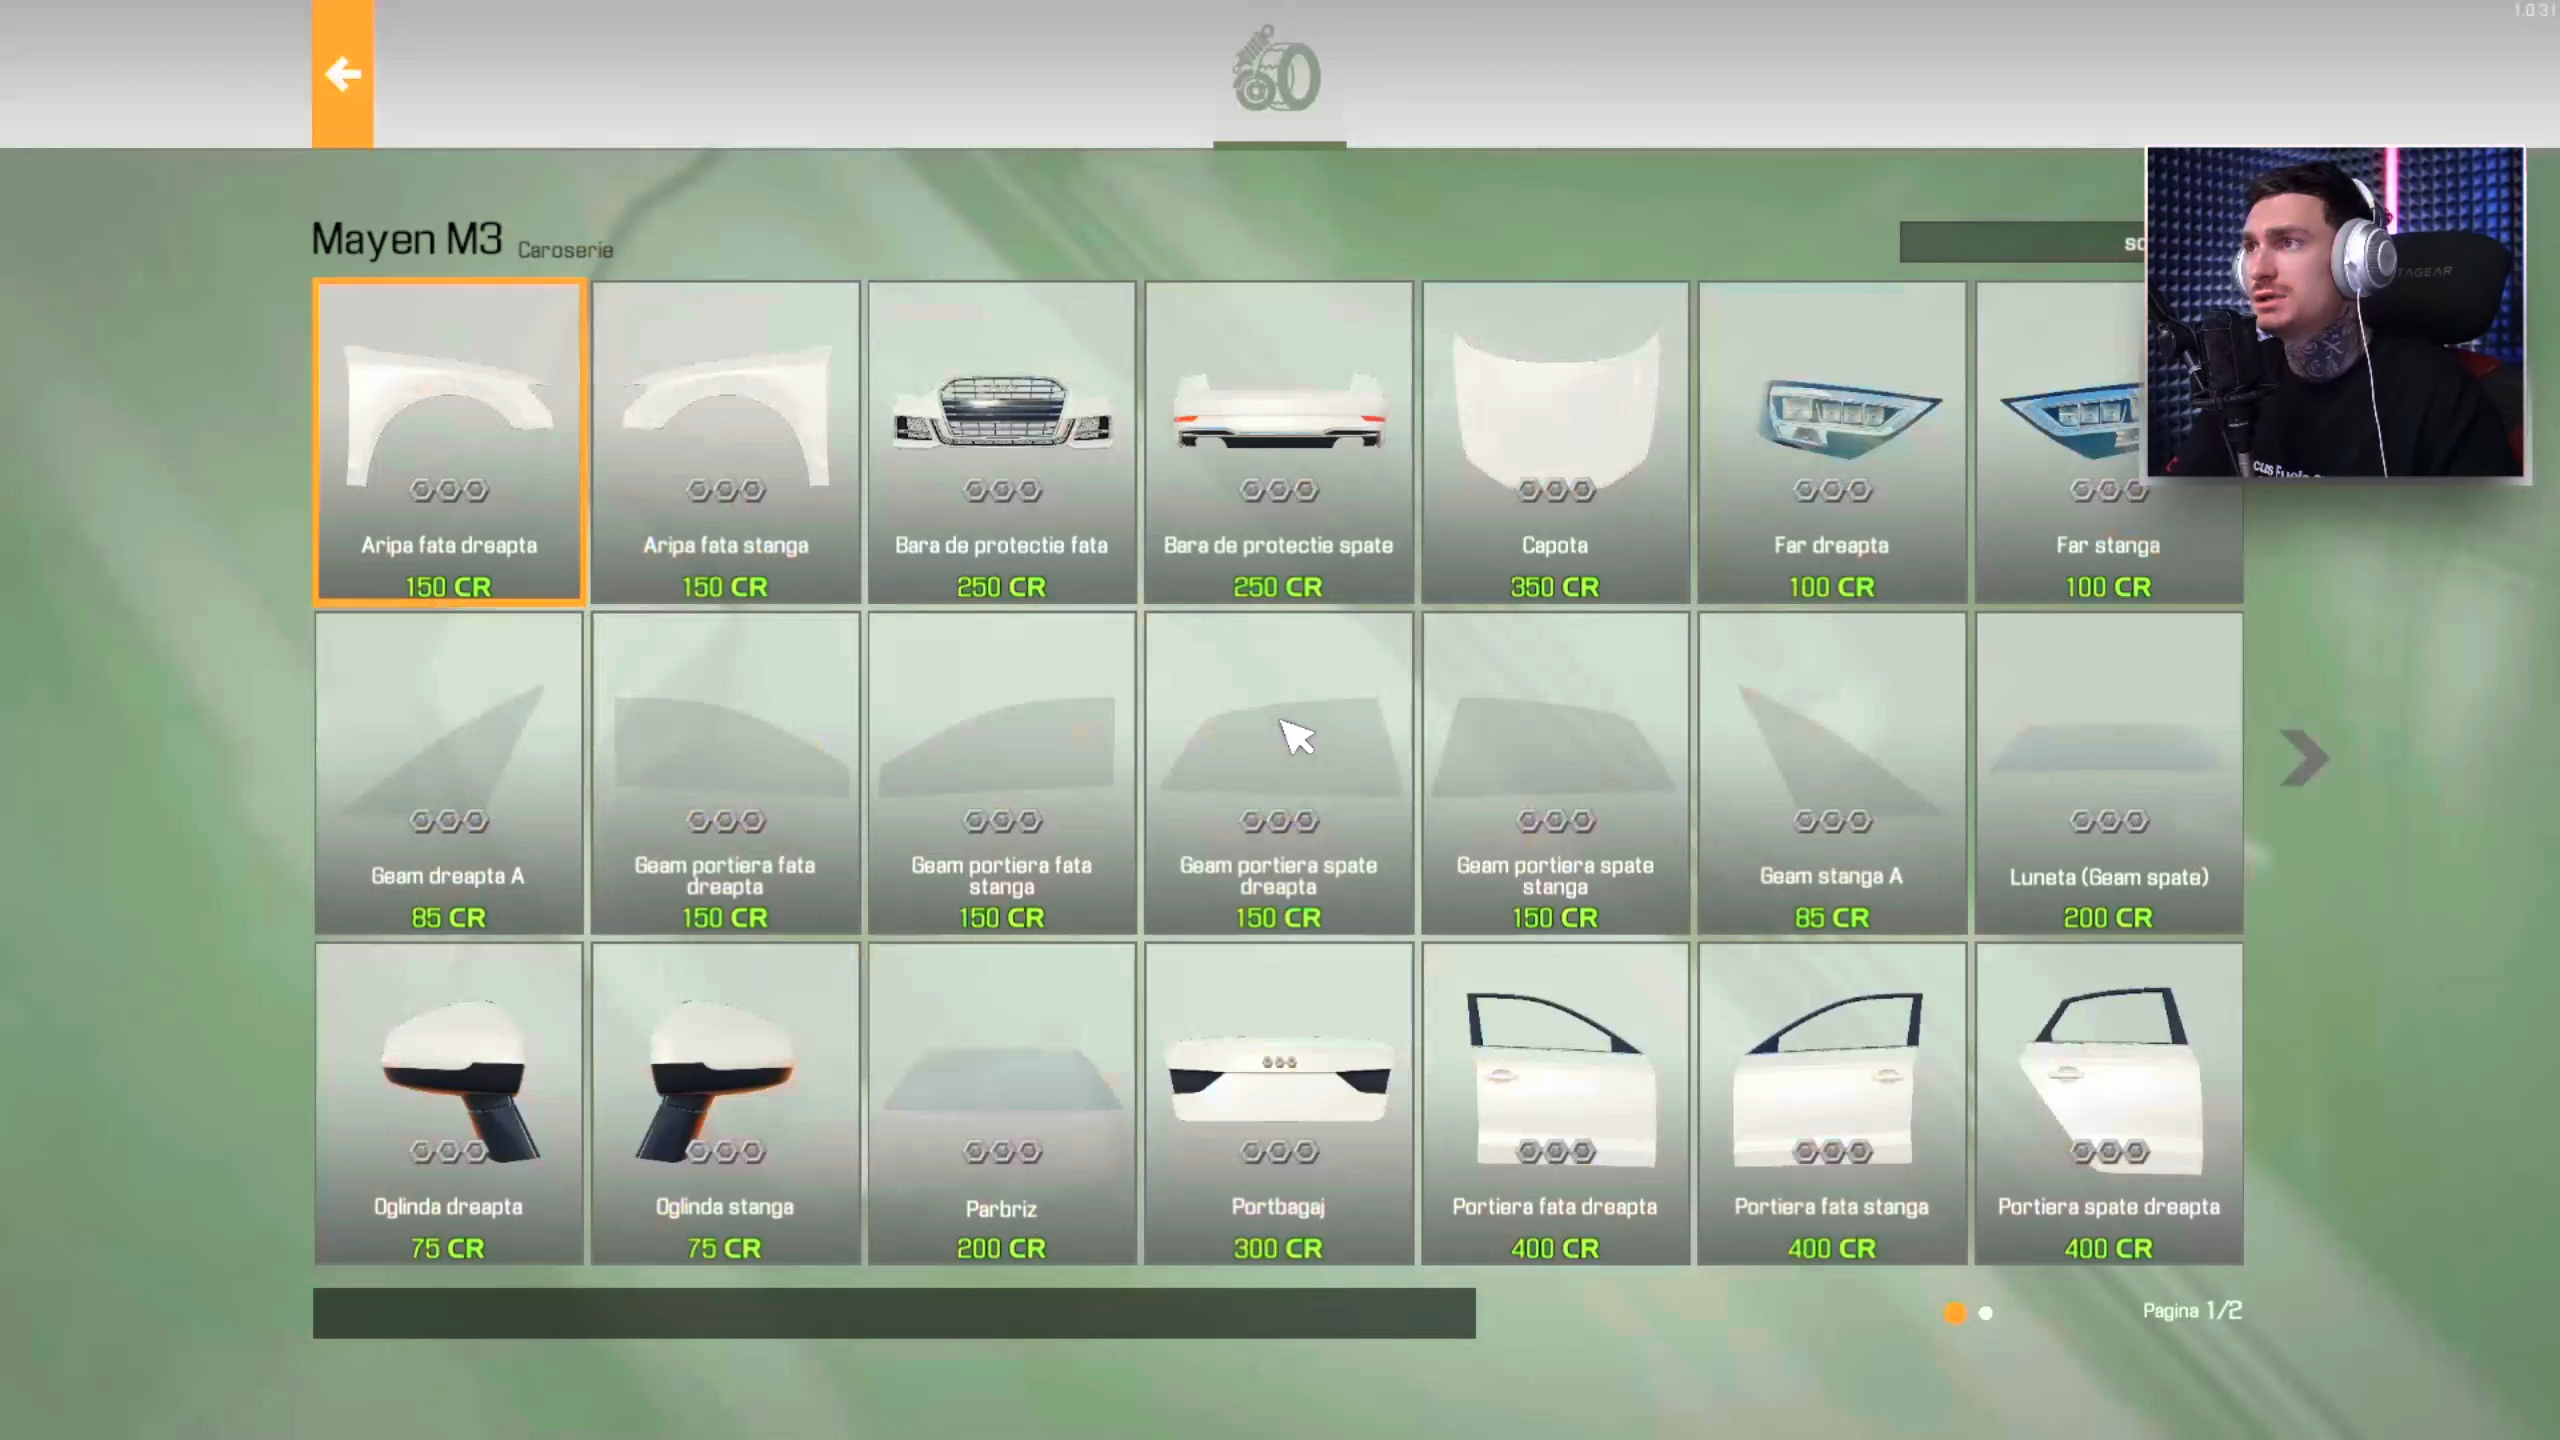 1.0.31
Mayen M3 Caroserie
TAGEAR
Aripa fata dreapta
150 CR
Aripa fata stanga
150 CR
Bara de protectie fata
250 CR
Bara de protectie spate
250 CR
Capota
350 CR
Far dreapta
100 CR
Far stanga
100 CR
Geam dreapta A
85 CR
Geam portiera fata
dreapta
150 CR
Geam portiera fata
stanga
150 CR
Geam portiera spate
dreapta
150 CR
Geam portiera spate
stanga
150 CR
Geam stanga A
85 CR
Luneta (Geam spate)
200 CR
Oglinda dreapta
75 CR
Oglinda stanga
75 CR
Parbriz
200 CR
Portbagaj
300 CR
Portiera fata dreapta
400 CR
Portiera fata stanga
400 CR
Portiera spate dreapta
400 CR
Pagina 1/2